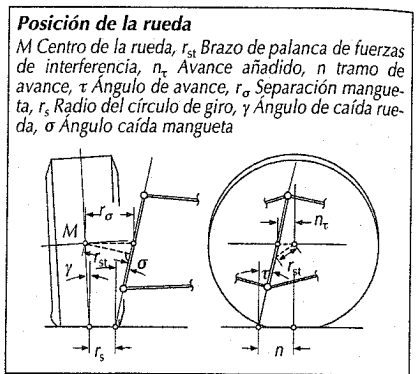 Posición de la rueda
M Centro de la rueda, rst Brazo de palanca de fuerzas
de interferencia, nτ Avance añadido, n tramo de
avance, τ Ángulo de avance, rσ Separación mangue-
ta, rs Radio del círculo de giro, γ Ángulo de caída rue-
da, σ Ángulo caída mangueta
rσ
M
nτ
rst
σ
γ
τ
rst
rs
n